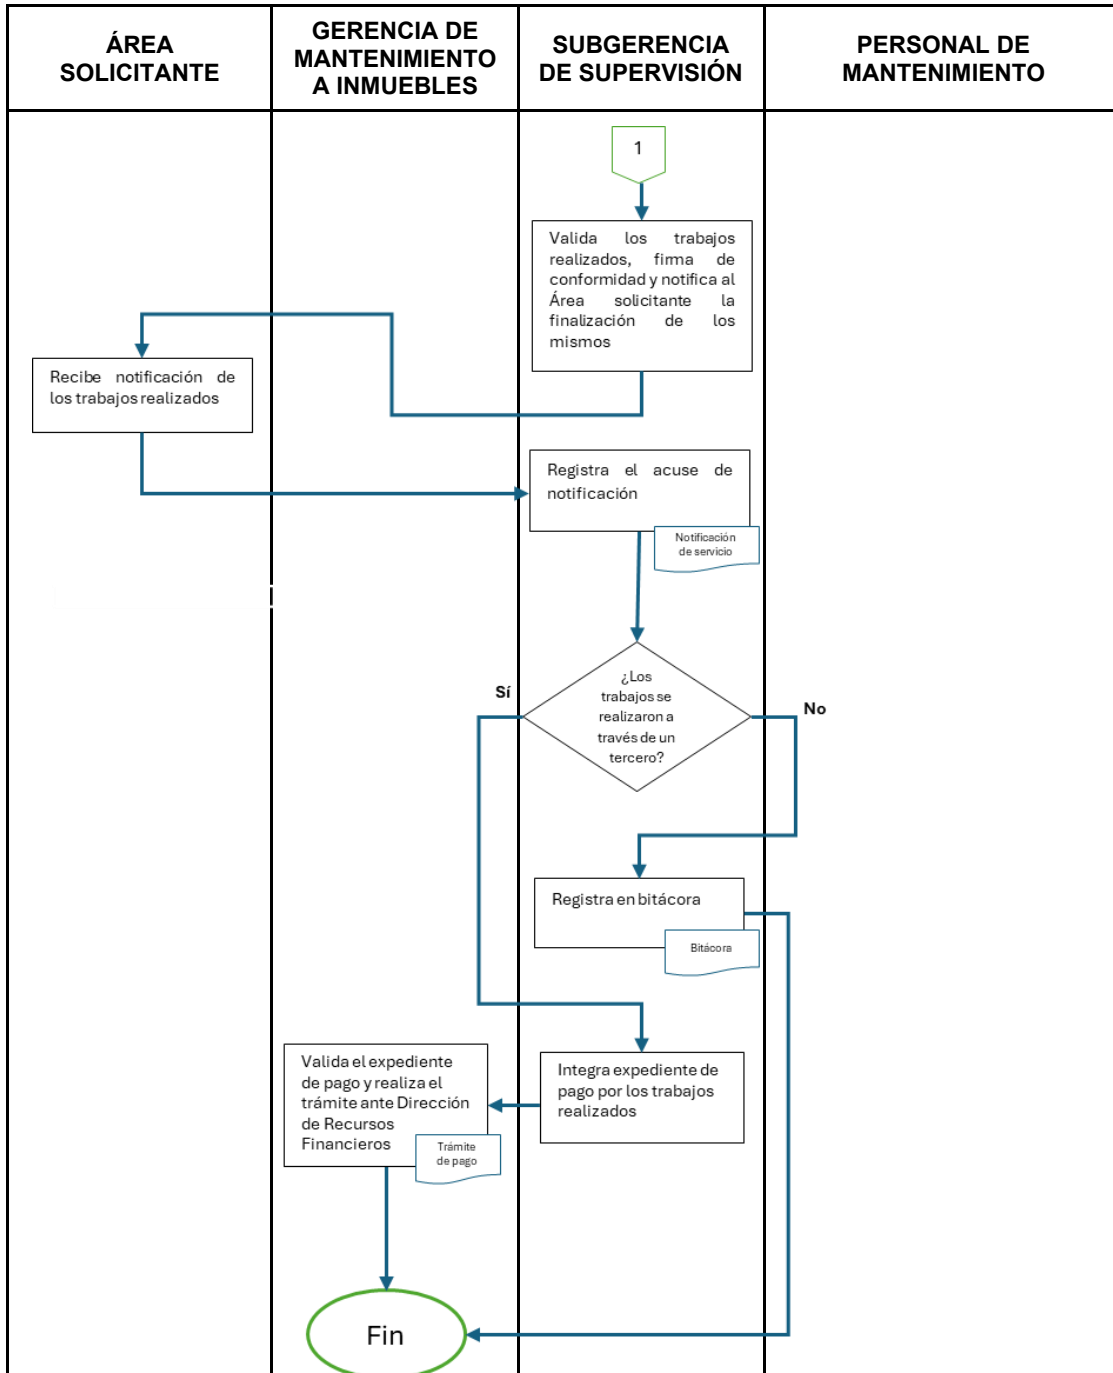 ÁREA
SOLICITANTE
GERENCIA DE
MANTENIMIENTO
A INMUEBLES
SUBGERENCIA
DE SUPERVISIÓN
PERSONAL DE
MANTENIMIENTO
1
Valida los trabajos
realizados, firma de
conformidad y notifica al
Área solicitante la
finalización de los
mismos
Recibe notificación de
los trabajos realizados
Registra el acuse de
notificación
Notificación
de servicio
¿Los
trabajos se
realizaron a
través de un
tercero?
Sí
No
Registra en bitácora
Bitácora
Integra expediente de
pago por los trabajos
realizados
Valida el expediente
de pago y realiza el
trámite ante Dirección
de Recursos
Financieros
Trámite
de pago
Fin